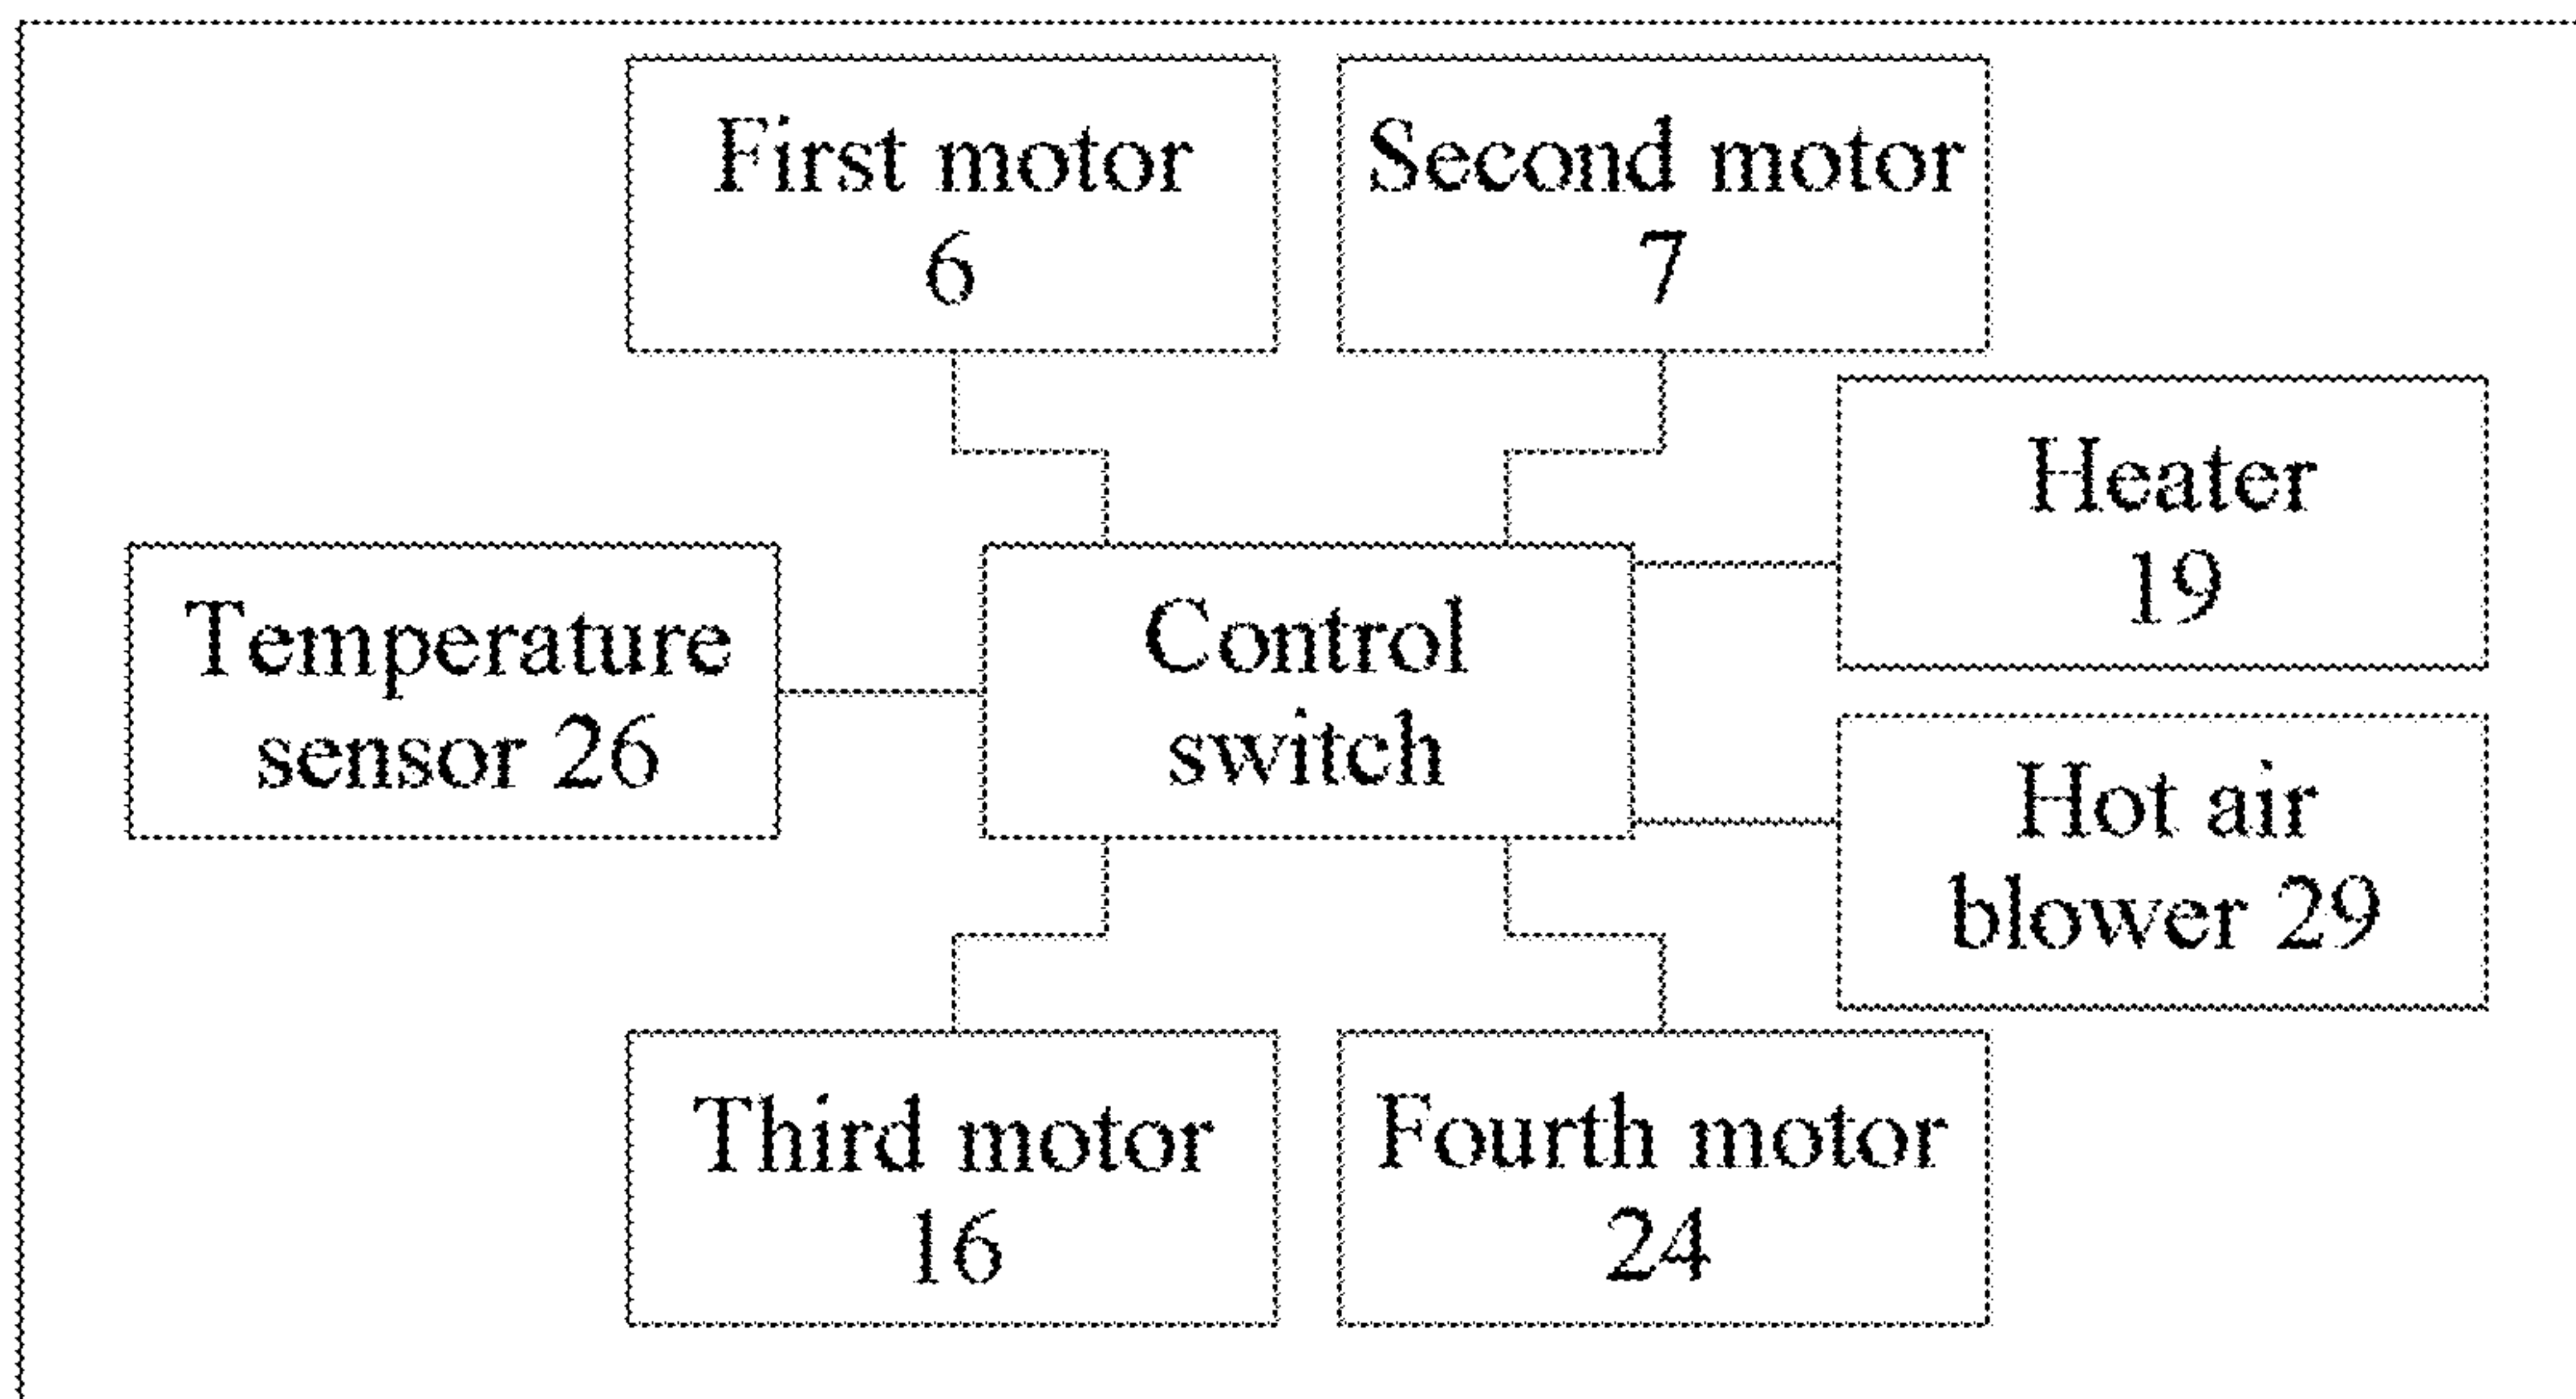 First motor
6
Second motor
7
Heater
19
Temperature
sensor 26
Control
switch
Hot air
blower 29
Third motor
16
Fourth motor
24